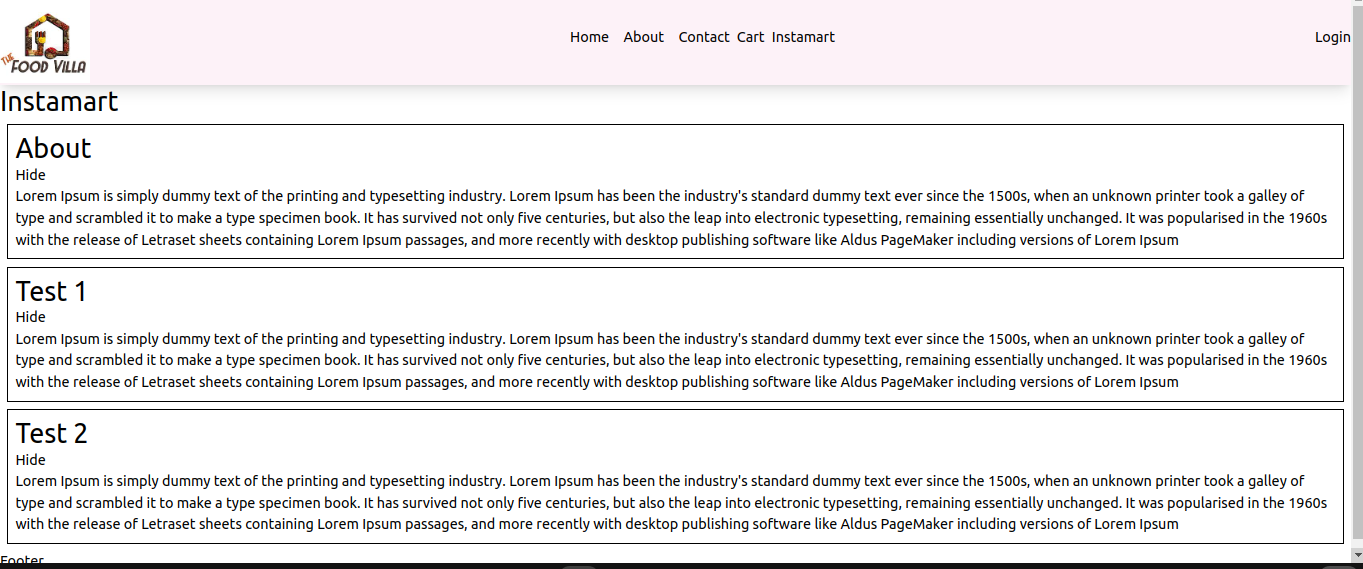 THE
FOOD VILLA
Home About Contact Cart Instamart
Login
Instamart
About
Hide
Lorem Ipsum is simply dummy text of the printing and typesetting industry. Lorem Ipsum has been the industry's standard dummy text ever since the 1500s, when an unknown printer took a galley of
type and scrambled it to make a type specimen book. It has survived not only five centuries, but also the leap into electronic typesetting, remaining essentially unchanged. It was popularised in the 1960s
with the release of Letraset sheets containing Lorem Ipsum passages, and more recently with desktop publishing software like Aldus PageMaker including versions of Lorem Ipsum
Test 1
Hide
Lorem Ipsum is simply dummy text of the printing and typesetting industry. Lorem Ipsum has been the industry's standard dummy text ever since the 1500s, when an unknown printer took a galley of
type and scrambled it to make a type specimen book. It has survived not only five centuries, but also the leap into electronic typesetting, remaining essentially unchanged. It was popularised in the 1960s
with the release of Letraset sheets containing Lorem Ipsum passages, and more recently with desktop publishing software like Aldus PageMaker including versions of Lorem Ipsum
Test 2
Hide
Lorem Ipsum is simply dummy text of the printing and typesetting industry. Lorem Ipsum has been the industry's standard dummy text ever since the 1500s, when an unknown printer took a galley of
type and scrambled it to make a type specimen book. It has survived not only five centuries, but also the leap into electronic typesetting, remaining essentially unchanged. It was popularised in the 1960s
with the release of Letraset sheets containing Lorem Ipsum passages, and more recently with desktop publishing software like Aldus PageMaker including versions of Lorem Ipsum
Footer